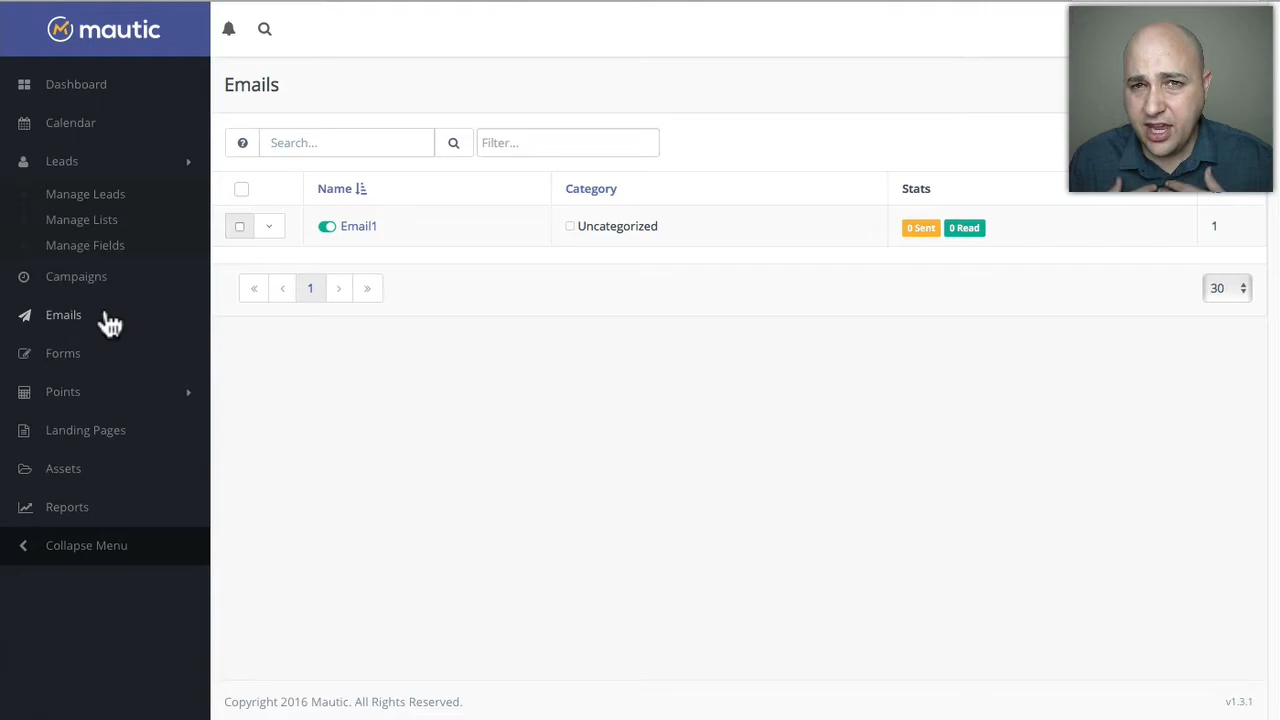 mautic
Dashboard
Calendar
Leads
Manage Leads
Manage Lists
Manage Fields
Campaigns
Emails
Forms
Points
Landing Pages
Assets
Reports
Collapse Menu
Emails
Search...
Filter...
Name
Category
Stats
Email1
Uncategorized
0 Sent
0 Read
1
« ‹ 1 › »
30
Copyright 2016 Mautic. All Rights Reserved.
v1.3.1